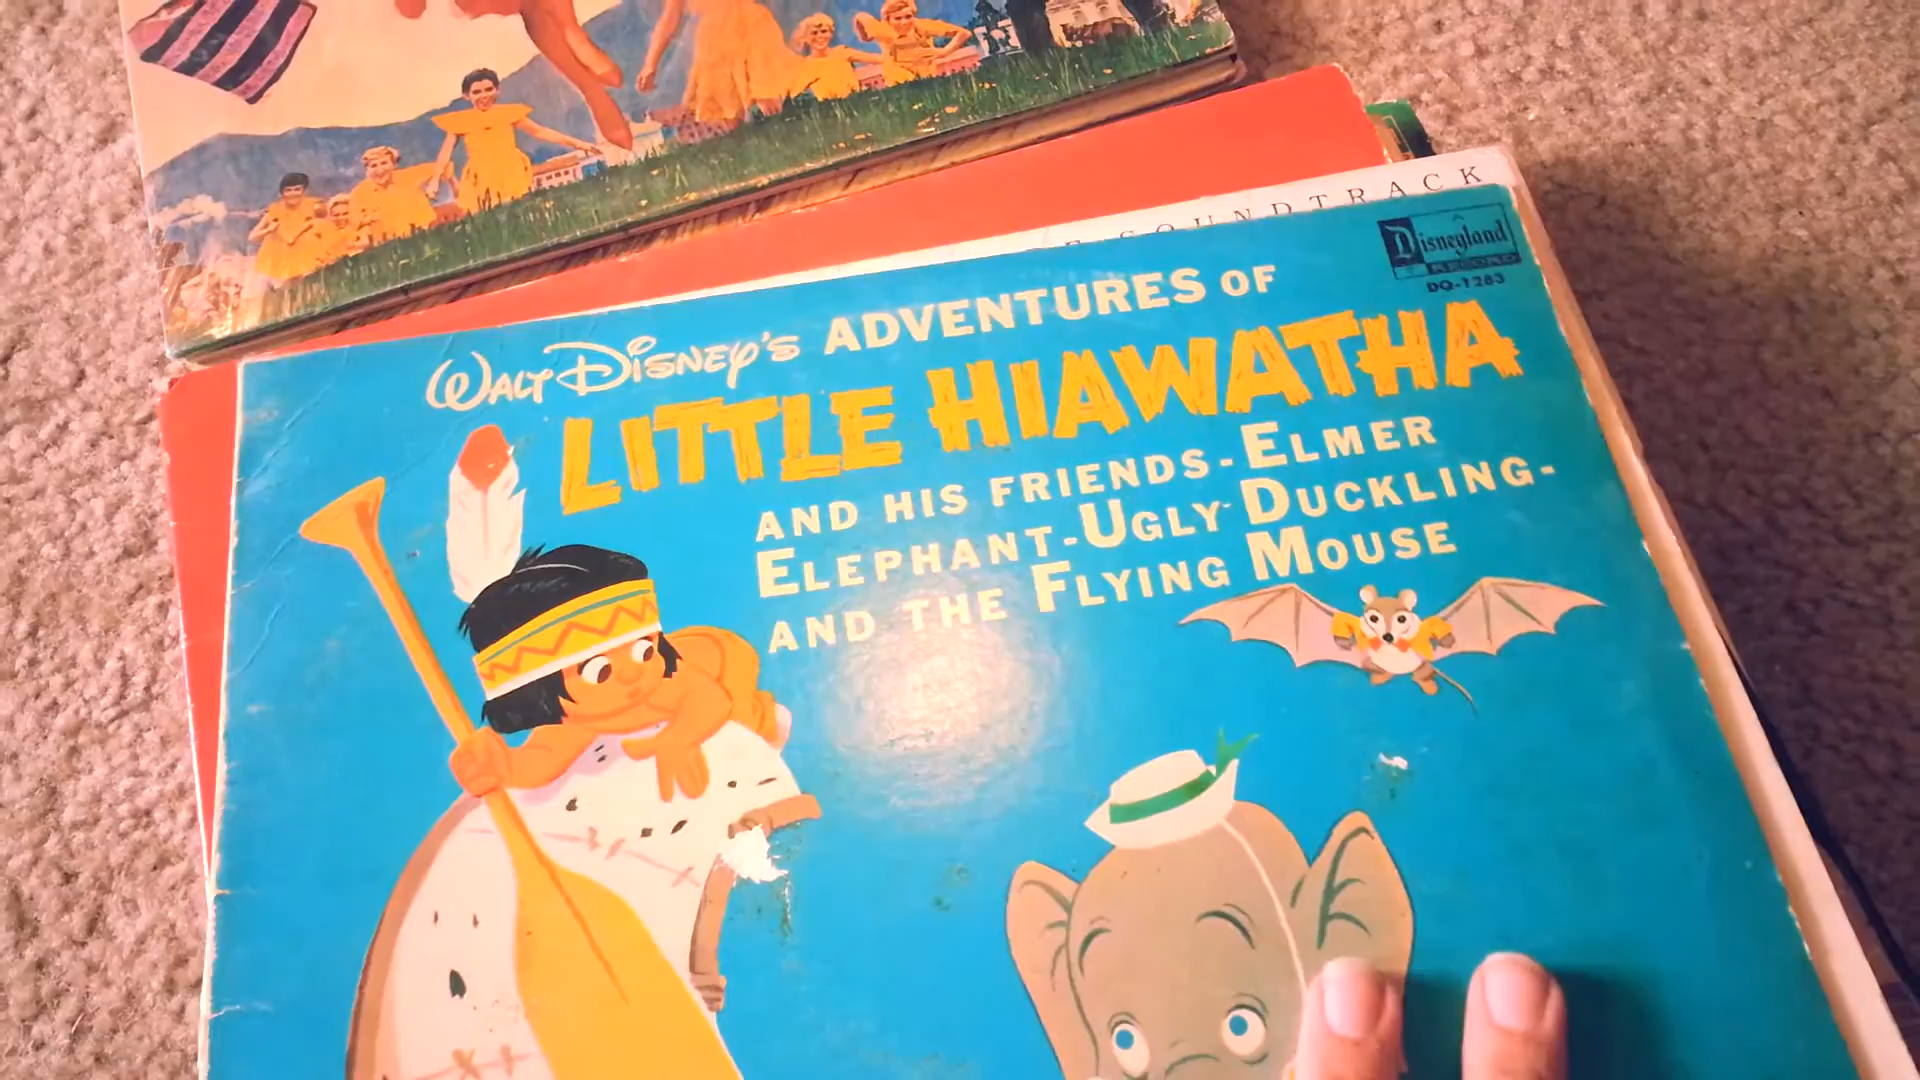 SOUNDTRACK
Disneyland
RECORD
DQ-1283
WALT DISNEY'S ADVENTURES OF
LITTLE HIAWATHA
AND HIS FRIENDS-ELMER
ELEPHANT-UGLY DUCKLING-
AND THE FLYING MOUSE